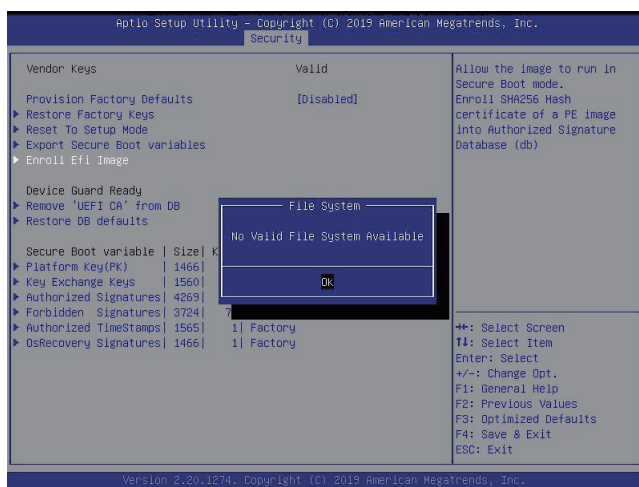 Aptio Setup Utility – Copyright (C) 2019 American Megatrends, Inc.
Security
Vendor Keys Valid
Provision Factory Defaults [Disabled]
Restore Factory Keys
Reset To Setup Mode
Export Secure Boot variables
Enroll Efi Image
Device Guard Ready
Remove 'UEFI CA' from DB
Restore DB defaults
Secure Boot variable | Size| K
Platform Key(PK) | 1466|
Key Exchange Keys | 1560|
Authorized Signatures| 4269|
Forbidden Signatures| 3724| 7
Authorized TimeStamps| 1565| 1| Factory
OsRecovery Signatures| 1466| 1| Factory
File System
No Valid File System Available
Ok
Allow the image to run in
Secure Boot mode.
Enroll SHA256 Hash
certificate of a PE image
into Authorized Signature
Database (db)
→←: Select Screen
↑↓: Select Item
Enter: Select
+/-: Change Opt.
F1: General Help
F2: Previous Values
F3: Optimized Defaults
F4: Save & Exit
ESC: Exit
Version 2.20.1274. Copyright (C) 2019 American Megatrends, Inc.